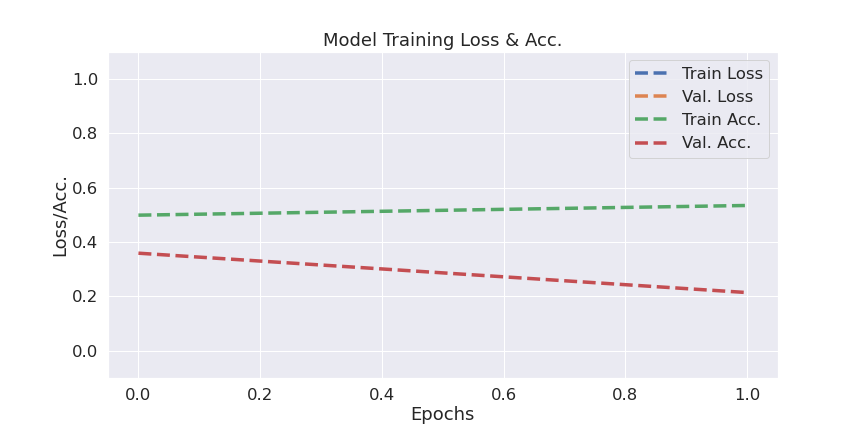 Model Training Loss & Acc.
Train Loss
Val. Loss
Train Acc.
Val. Acc.
Loss/Acc.
1.0
0.8
0.6
0.4
0.2
0.0
0.0 0.2 0.4 0.6 0.8 1.0
Epochs